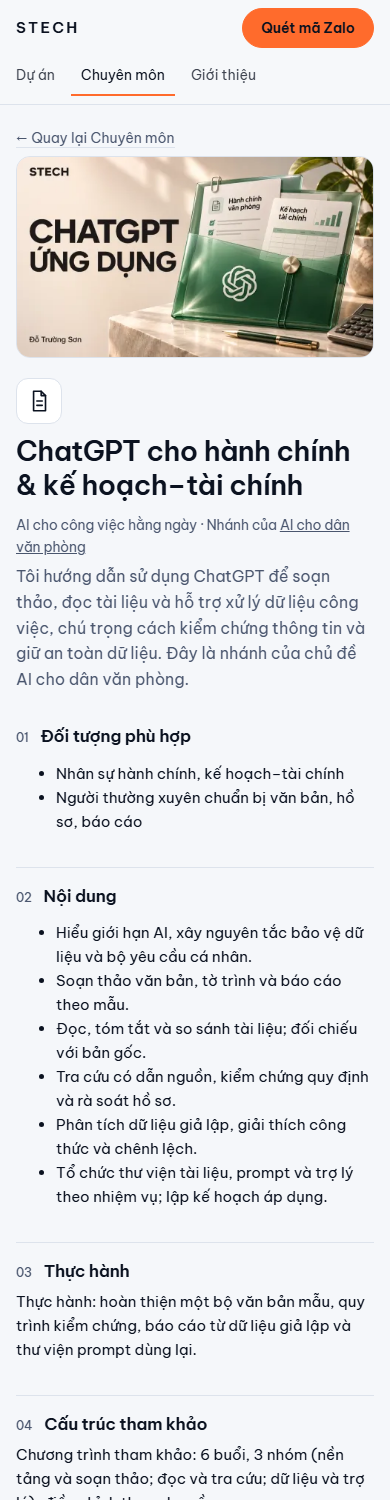 STECH
Quét mã Zalo
Dự án
Chuyên môn
Giới thiệu
← Quay lại Chuyên môn
STECH
CHATGPT
ỨNG DỤNG
Hành chính
văn phòng
Kế hoạch
tài chính
Đỗ Trường Sơn
ChatGPT cho hành chính
& kế hoạch–tài chính
AI cho công việc hằng ngày · Nhánh của AI cho dân
văn phòng
Tôi hướng dẫn sử dụng ChatGPT để soạn
thảo, đọc tài liệu và hỗ trợ xử lý dữ liệu công
việc, chú trọng cách kiểm chứng thông tin và
giữ an toàn dữ liệu. Đây là nhánh của chủ đề
AI cho dân văn phòng.
01 Đối tượng phù hợp
• Nhân sự hành chính, kế hoạch–tài chính
• Người thường xuyên chuẩn bị văn bản, hồ
sơ, báo cáo
02 Nội dung
• Hiểu giới hạn AI, xây nguyên tắc bảo vệ dữ
liệu và bộ yêu cầu cá nhân.
• Soạn thảo văn bản, tờ trình và báo cáo
theo mẫu.
• Đọc, tóm tắt và so sánh tài liệu; đối chiếu
với bản gốc.
• Tra cứu có dẫn nguồn, kiểm chứng quy định
và rà soát hồ sơ.
• Phân tích dữ liệu giả lập, giải thích công
thức và chênh lệch.
• Tổ chức thư viện tài liệu, prompt và trợ lý
theo nhiệm vụ; lập kế hoạch áp dụng.
03 Thực hành
Thực hành: hoàn thiện một bộ văn bản mẫu, quy
trình kiểm chứng, báo cáo từ dữ liệu giả lập và
thư viện prompt dùng lại.
04 Cấu trúc tham khảo
Chương trình tham khảo: 6 buổi, 3 nhóm (nền
tảng và soạn thảo; đọc và tra cứu; dữ liệu và trợ